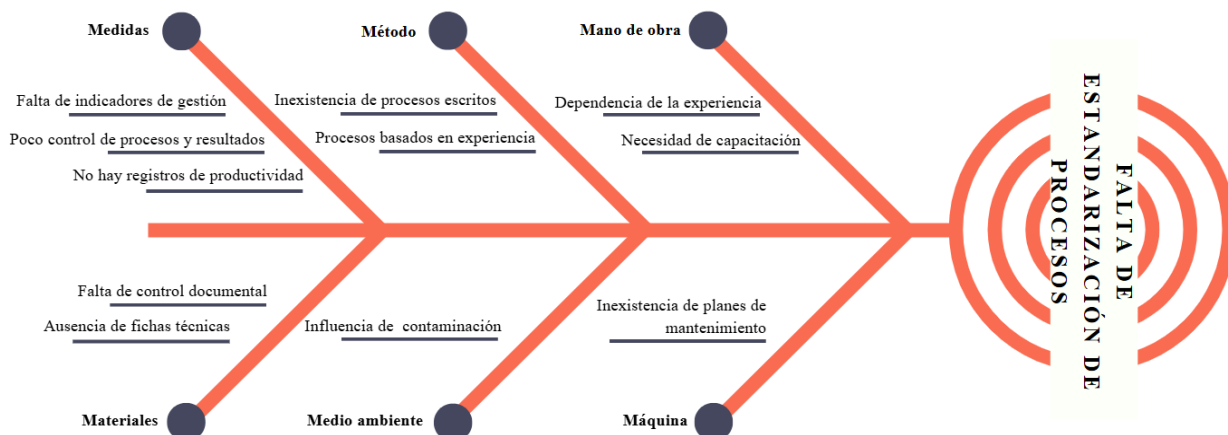 Medidas
Método
Mano de obra
Falta de indicadores de gestión
Poco control de procesos y resultados
No hay registros de productividad
Inexistencia de procesos escritos
Procesos basados en experiencia
Dependencia de la experiencia
Necesidad de capacitación
FALTA DE
ESTANDARIZACIÓN DE
PROCESOS
Falta de control documental
Ausencia de fichas técnicas
Influencia de  contaminación
Inexistencia de planes de
mantenimiento
Materiales
Medio ambiente
Máquina